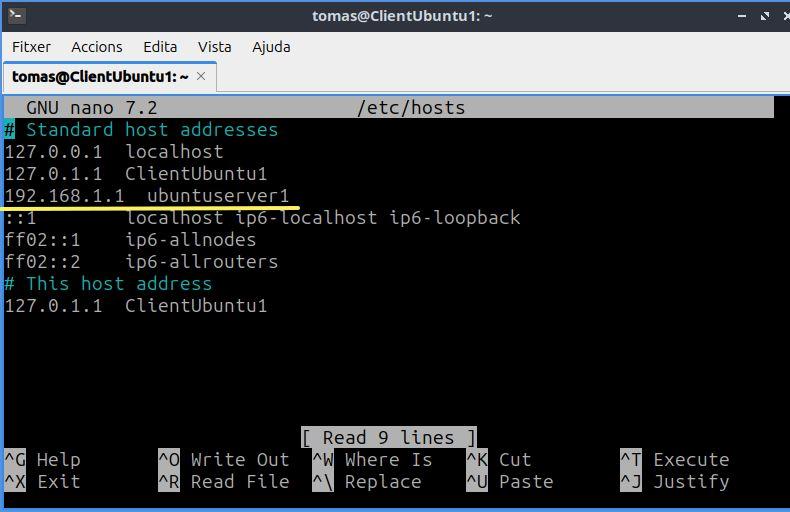 tomas@ClientUbuntu1: ~
Fitxer Accions Edita Vista Ajuda
tomas@ClientUbuntu1: ~ ×
GNU nano 7.2 /etc/hosts
# Standard host addresses
127.0.0.1 localhost
127.0.1.1 ClientUbuntu1
192.168.1.1 ubuntuserver1
::1 localhost ip6-localhost ip6-loopback
ff02::1 ip6-allnodes
ff02::2 ip6-allrouters
# This host address
127.0.1.1 ClientUbuntu1
[ Read 9 lines ]
^G Help ^O Write Out ^W Where Is ^K Cut ^T Execute
^X Exit ^R Read File ^\ Replace ^U Paste ^J Justify